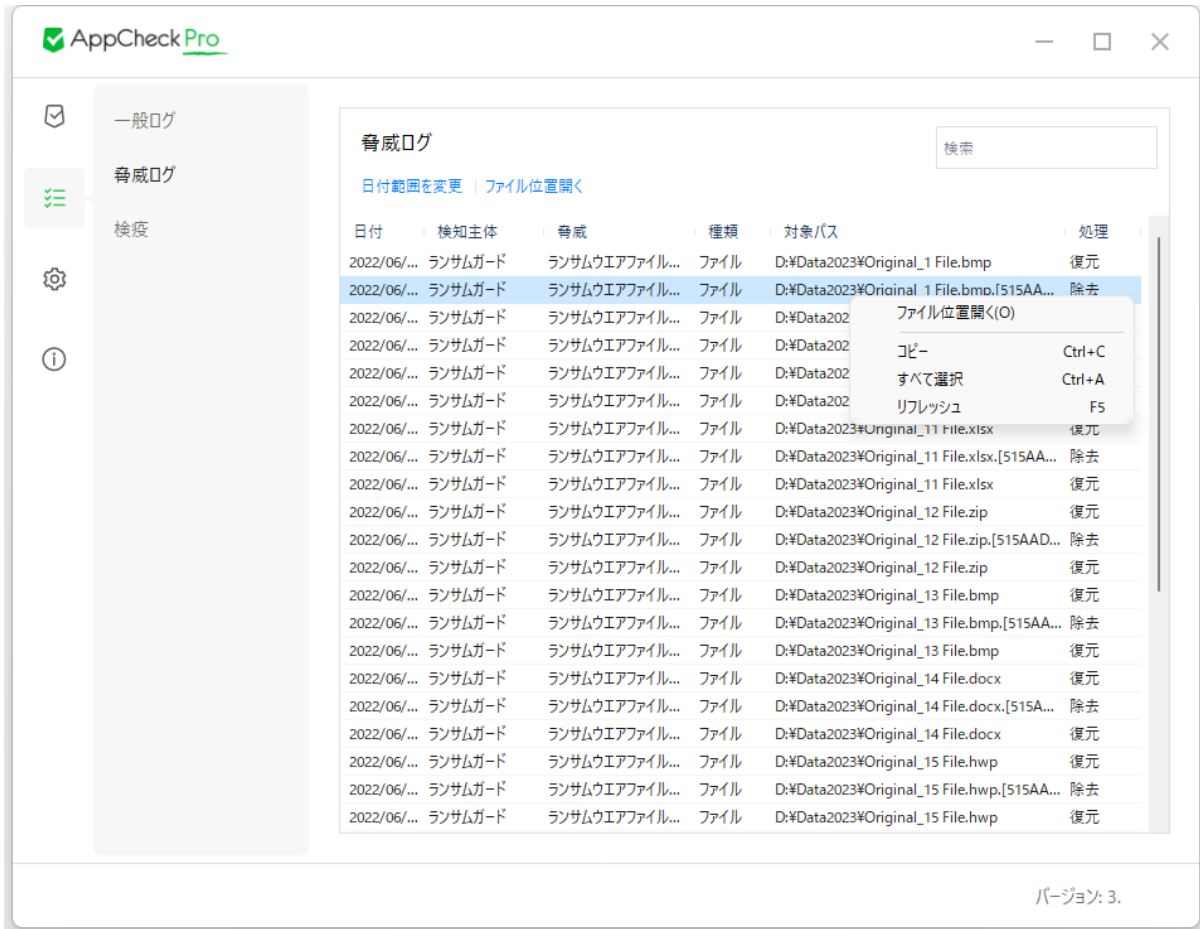 AppCheck Pro
一般ログ
脅威ログ
検疫
脅威ログ
検索
日付範囲を変更 ファイル位置開く
日付 検知主体 脅威 種類 対象パス 処理
2022/06/... ランサムガード ランサムウエアファイル... ファイル D:¥Data2023¥Original_1 File.bmp 復元
2022/06/... ランサムガード ランサムウエアファイル... ファイル D:¥Data2023¥Original_1 File.bmp.[515AA... 除去
2022/06/... ランサムガード ランサムウエアファイル... ファイル D:¥Data202
2022/06/... ランサムガード ランサムウエアファイル... ファイル D:¥Data202
2022/06/... ランサムガード ランサムウエアファイル... ファイル D:¥Data202
2022/06/... ランサムガード ランサムウエアファイル... ファイル D:¥Data202
ファイル位置開く(O)
コピー Ctrl+C
すべて選択 Ctrl+A
リフレッシュ F5
2022/06/... ランサムガード ランサムウエアファイル... ファイル D:¥Data2023¥Original_11 File.xlsx 復元
2022/06/... ランサムガード ランサムウエアファイル... ファイル D:¥Data2023¥Original_11 File.xlsx.[515AA... 除去
2022/06/... ランサムガード ランサムウエアファイル... ファイル D:¥Data2023¥Original_11 File.xlsx 復元
2022/06/... ランサムガード ランサムウエアファイル... ファイル D:¥Data2023¥Original_12 File.zip 復元
2022/06/... ランサムガード ランサムウエアファイル... ファイル D:¥Data2023¥Original_12 File.zip.[515AAD... 除去
2022/06/... ランサムガード ランサムウエアファイル... ファイル D:¥Data2023¥Original_12 File.zip 復元
2022/06/... ランサムガード ランサムウエアファイル... ファイル D:¥Data2023¥Original_13 File.bmp 復元
2022/06/... ランサムガード ランサムウエアファイル... ファイル D:¥Data2023¥Original_13 File.bmp.[515AA... 除去
2022/06/... ランサムガード ランサムウエアファイル... ファイル D:¥Data2023¥Original_13 File.bmp 復元
2022/06/... ランサムガード ランサムウエアファイル... ファイル D:¥Data2023¥Original_14 File.docx 復元
2022/06/... ランサムガード ランサムウエアファイル... ファイル D:¥Data2023¥Original_14 File.docx.[515A... 除去
2022/06/... ランサムガード ランサムウエアファイル... ファイル D:¥Data2023¥Original_14 File.docx 復元
2022/06/... ランサムガード ランサムウエアファイル... ファイル D:¥Data2023¥Original_15 File.hwp 復元
2022/06/... ランサムガード ランサムウエアファイル... ファイル D:¥Data2023¥Original_15 File.hwp.[515AA... 除去
2022/06/... ランサムガード ランサムウエアファイル... ファイル D:¥Data2023¥Original_15 File.hwp 復元
バージョン: 3.